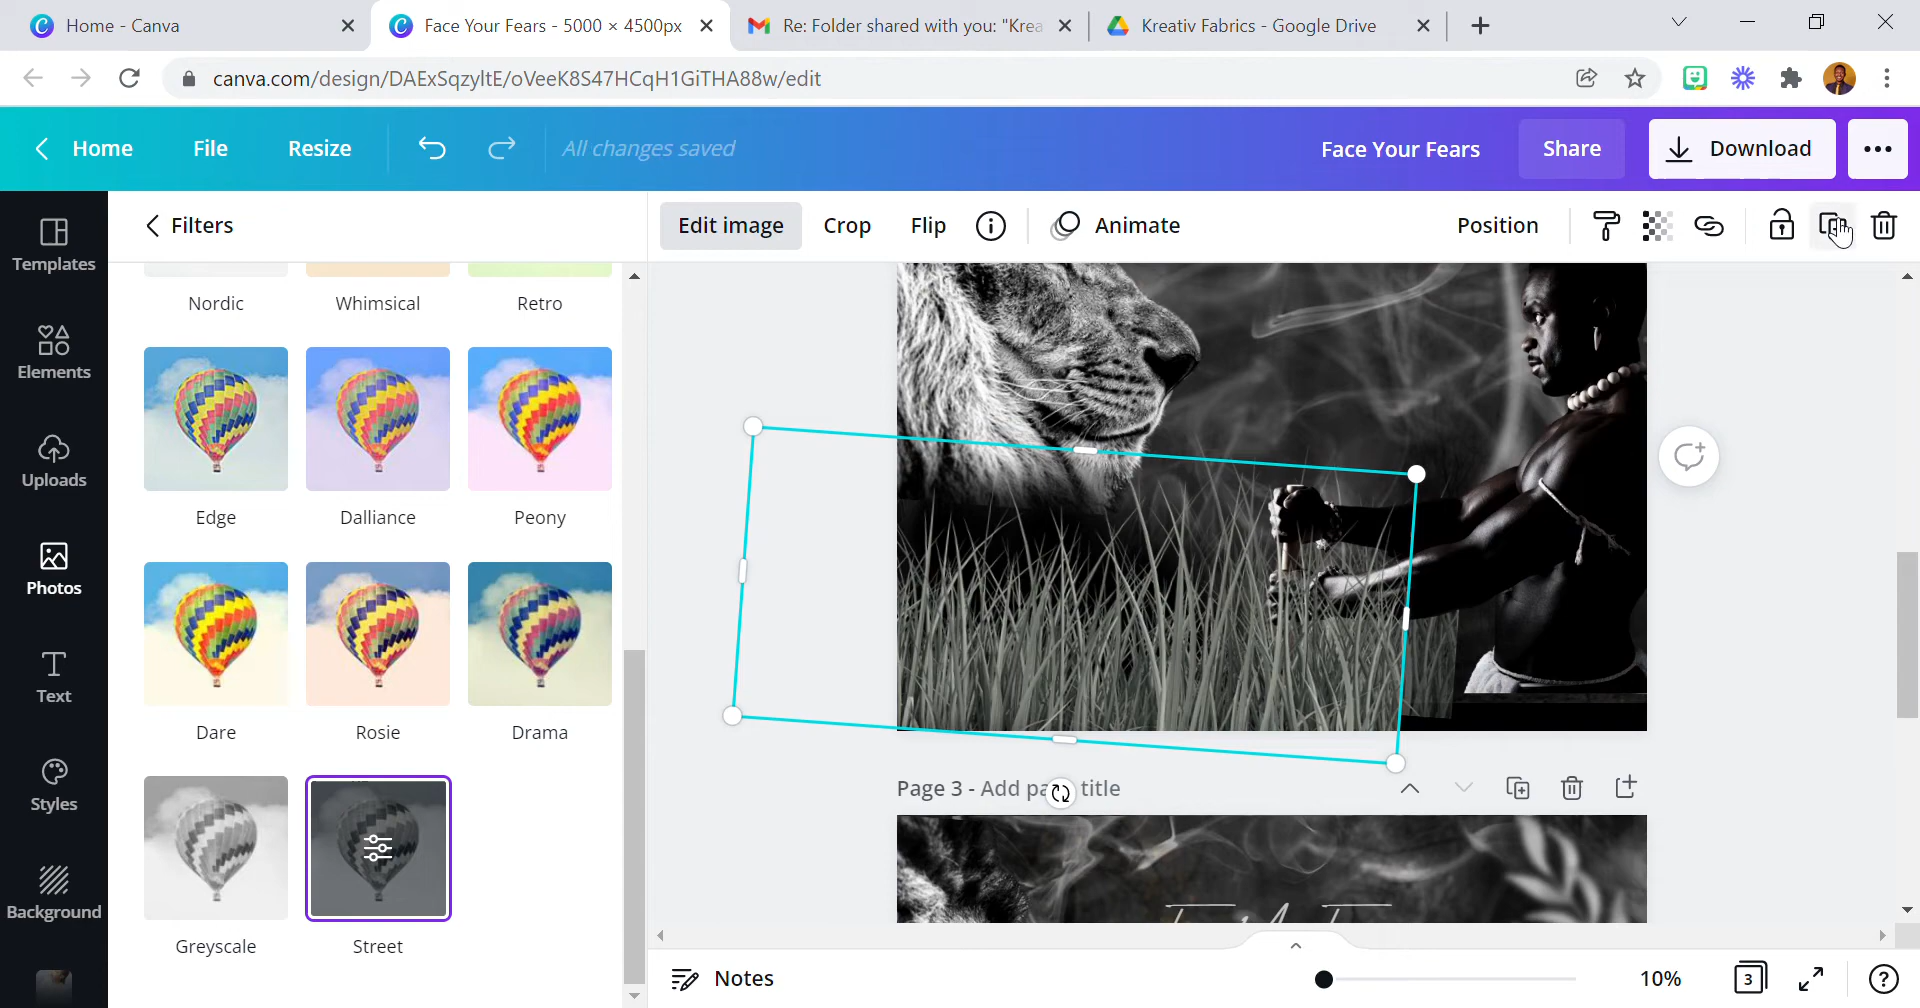 Home - Canva
Face Your Fears - 5000 × 4500px
Re: Folder shared with you: "Krea
Kreativ Fabrics - Google Drive
canva.com/design/DAExSqzyItE/oVeeK8S47HCqH1GiTHA88w/edit
Home
File
Resize
All changes saved
Face Your Fears
Share
Download
Filters
Edit image
Crop
Flip
Animate
Position
Templates
Elements
Uploads
Photos
Text
Styles
Background
Nordic
Whimsical
Retro
Edge
Dalliance
Peony
Dare
Rosie
Drama
Greyscale
Street
Page 3 - Add pa title
Notes
10%
3